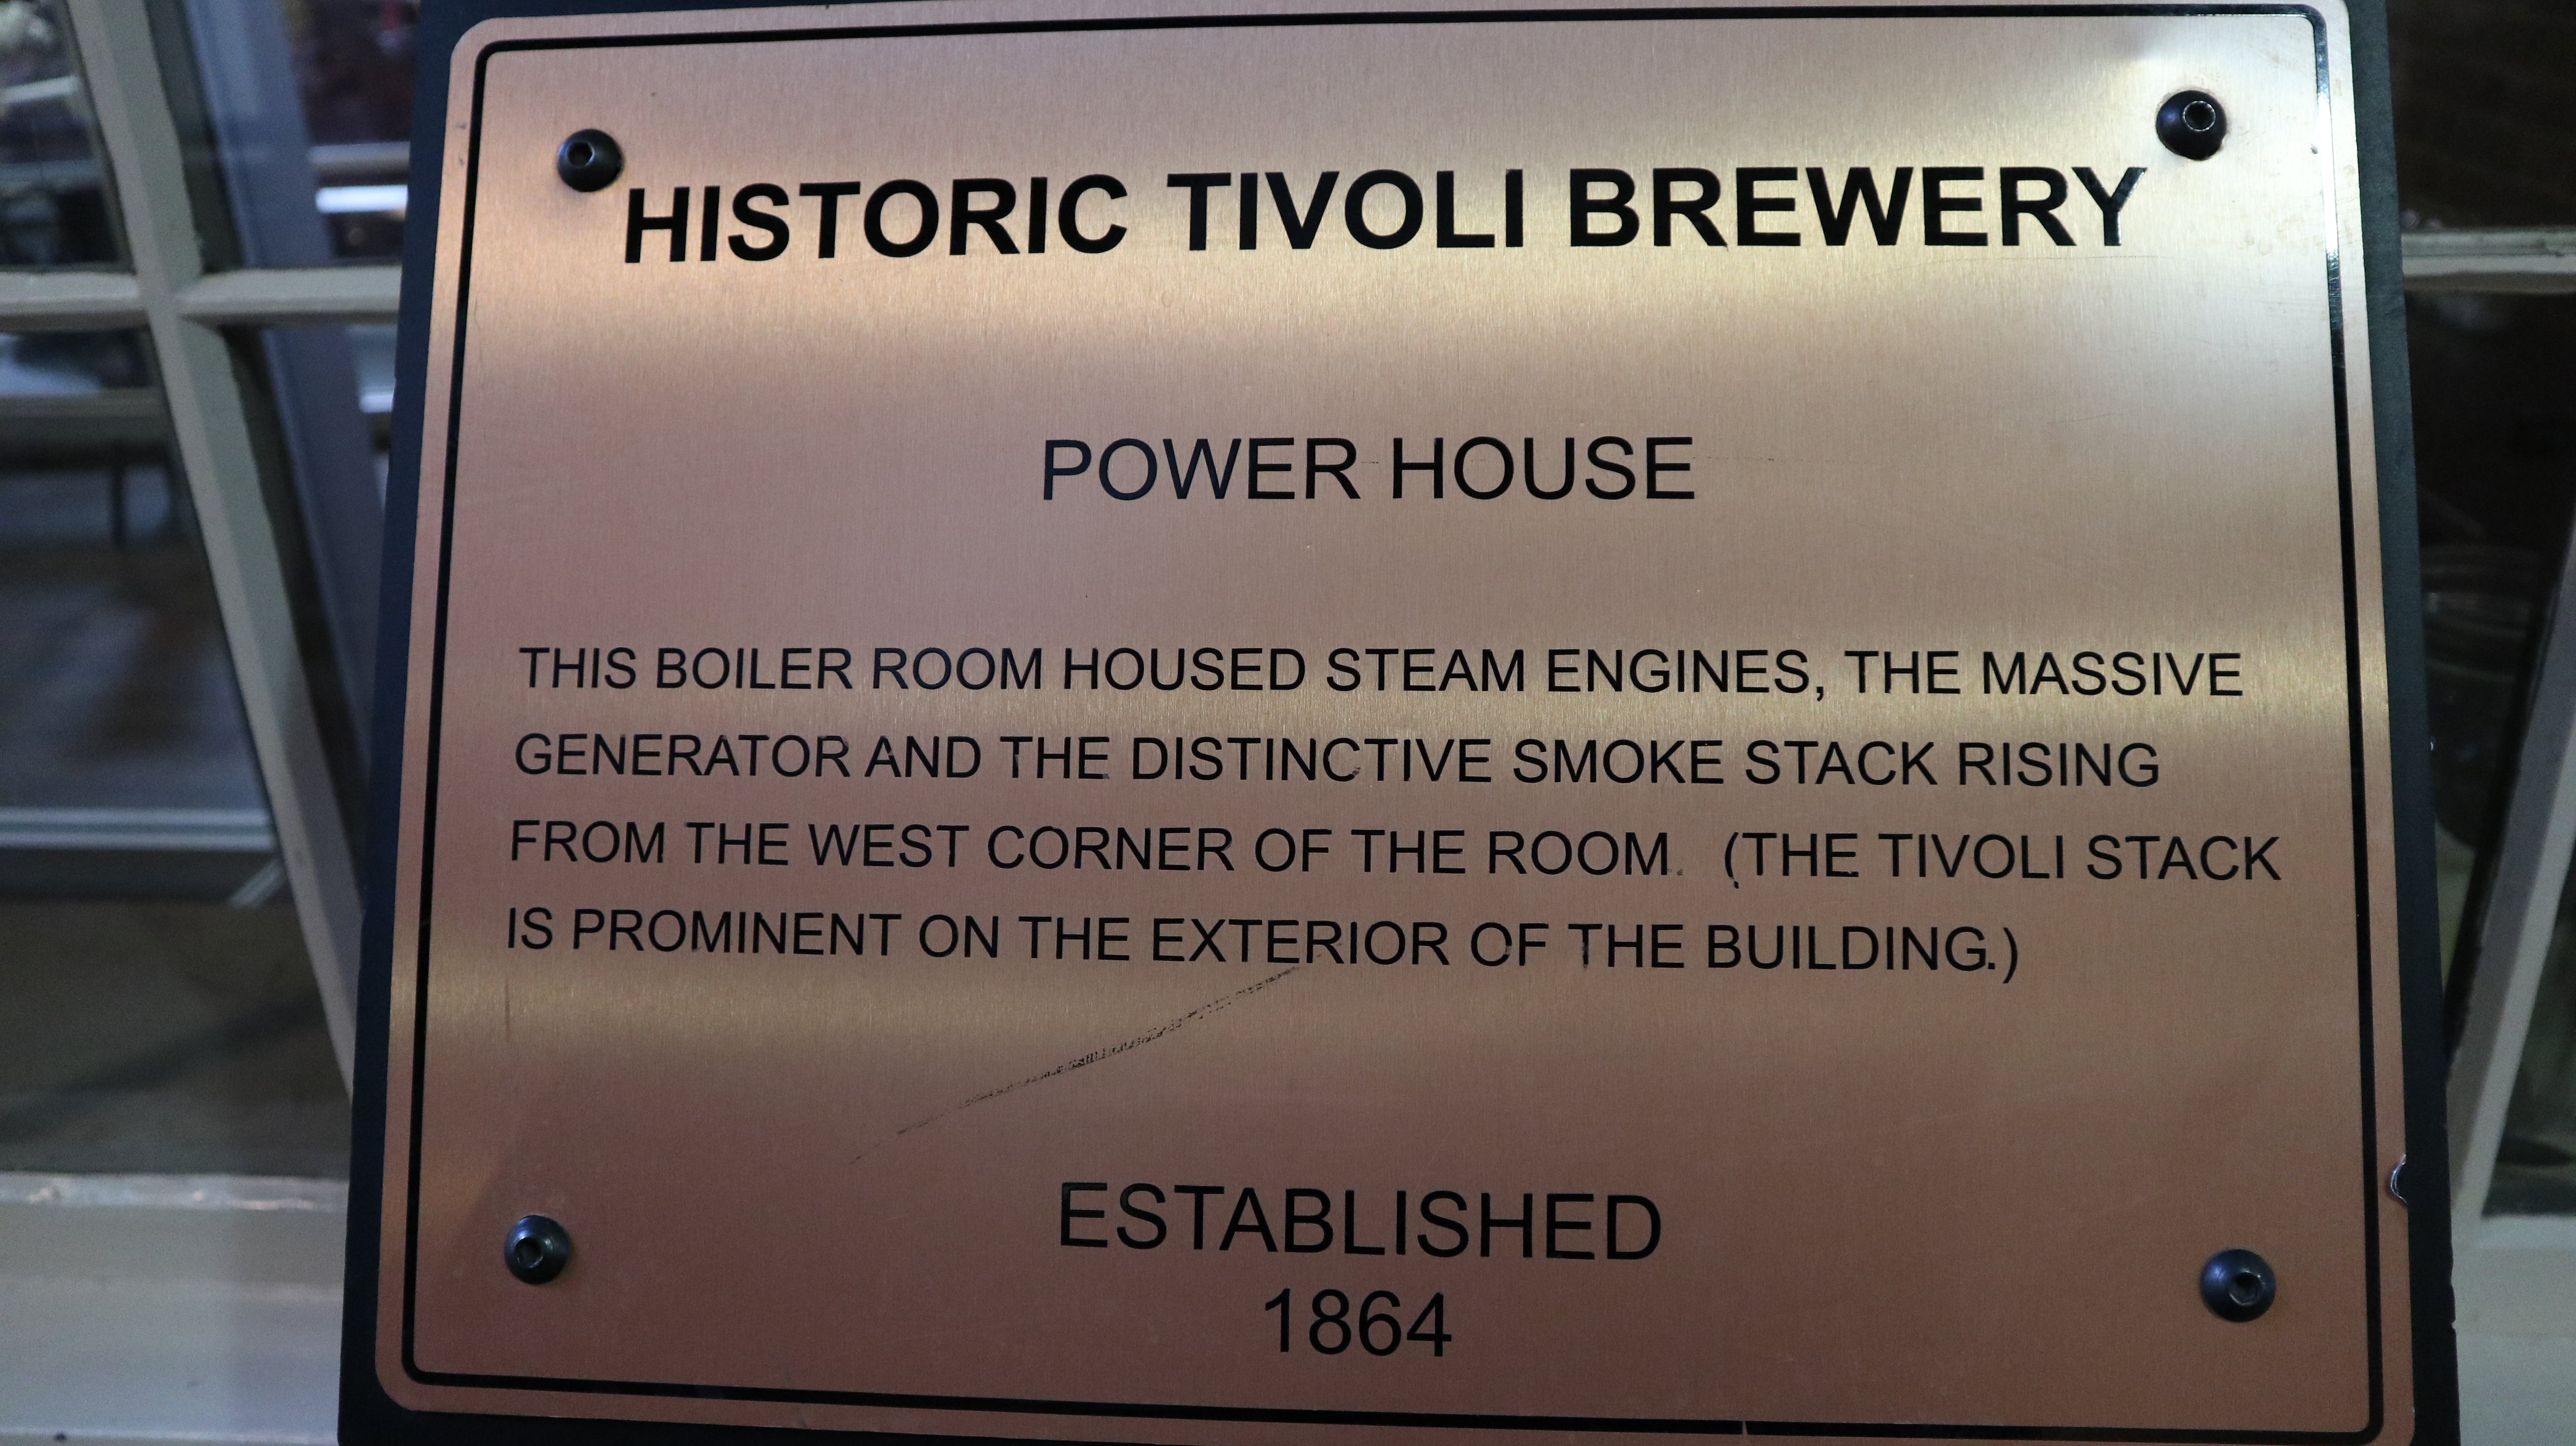 HISTORIC TIVOLI BREWERY
POWER HOUSE
THIS BOILER ROOM HOUSED STEAM ENGINES, THE MASSIVE
GENERATOR AND THE DISTINCTIVE SMOKE STACK RISING
FROM THE WEST CORNER OF THE ROOM. (THE TIVOLI STACK
IS PROMINENT ON THE EXTERIOR OF THE BUILDING.)
ESTABLISHED
1864